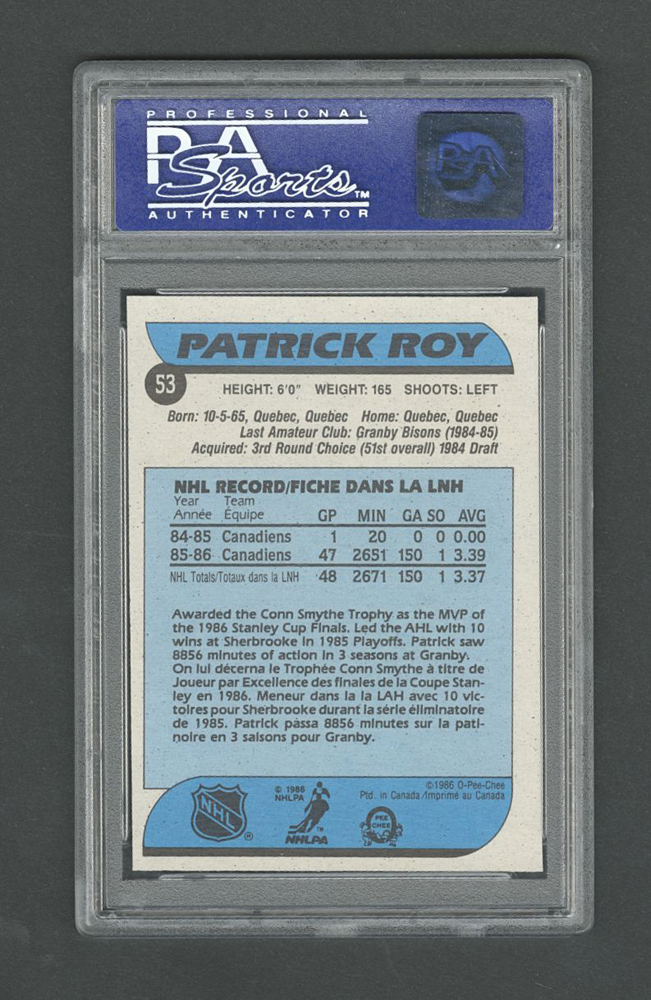 PROFESSIONAL
PSA
Sports™
AUTHENTICATOR
PSA
PATRICK ROY
53
HEIGHT: 6'0" WEIGHT: 165 SHOOTS: LEFT
Born: 10-5-65, Quebec, Quebec Home: Quebec, Quebec
Last Amateur Club: Granby Bisons (1984-85)
Acquired: 3rd Round Choice (51st overall) 1984 Draft
NHL RECORD/FICHE DANS LA LNH
Year Team
Année Équipe GP MIN GA SO AVG
84-85 Canadiens 1 20 0 0 0.00
85-86 Canadiens 47 2651 150 1 3.39
NHL Totals/Totaux dans la LNH 48 2671 150 1 3.37
Awarded the Conn Smythe Trophy as the MVP of
the 1986 Stanley Cup Finals. Led the AHL with 10
wins at Sherbrooke in 1985 Playoffs. Patrick saw
8856 minutes of action in 3 seasons at Granby.
On lui décerna le Trophée Conn Smythe à titre de
Joueur par Excellence des finales de la Coupe Stan-
ley en 1986. Meneur dans la la LAH avec 10 vic-
toires pour Sherbrooke durant la série éliminatoire
de 1985. Patrick passa 8856 minutes sur la pati-
noire en 3 saisons pour Granby.
©1986 O-Pee-Chee
Ptd. in Canada/Imprimé au Canada
NHL®
© 1986
NHLPA
NHLPA™
PEE
CHEE